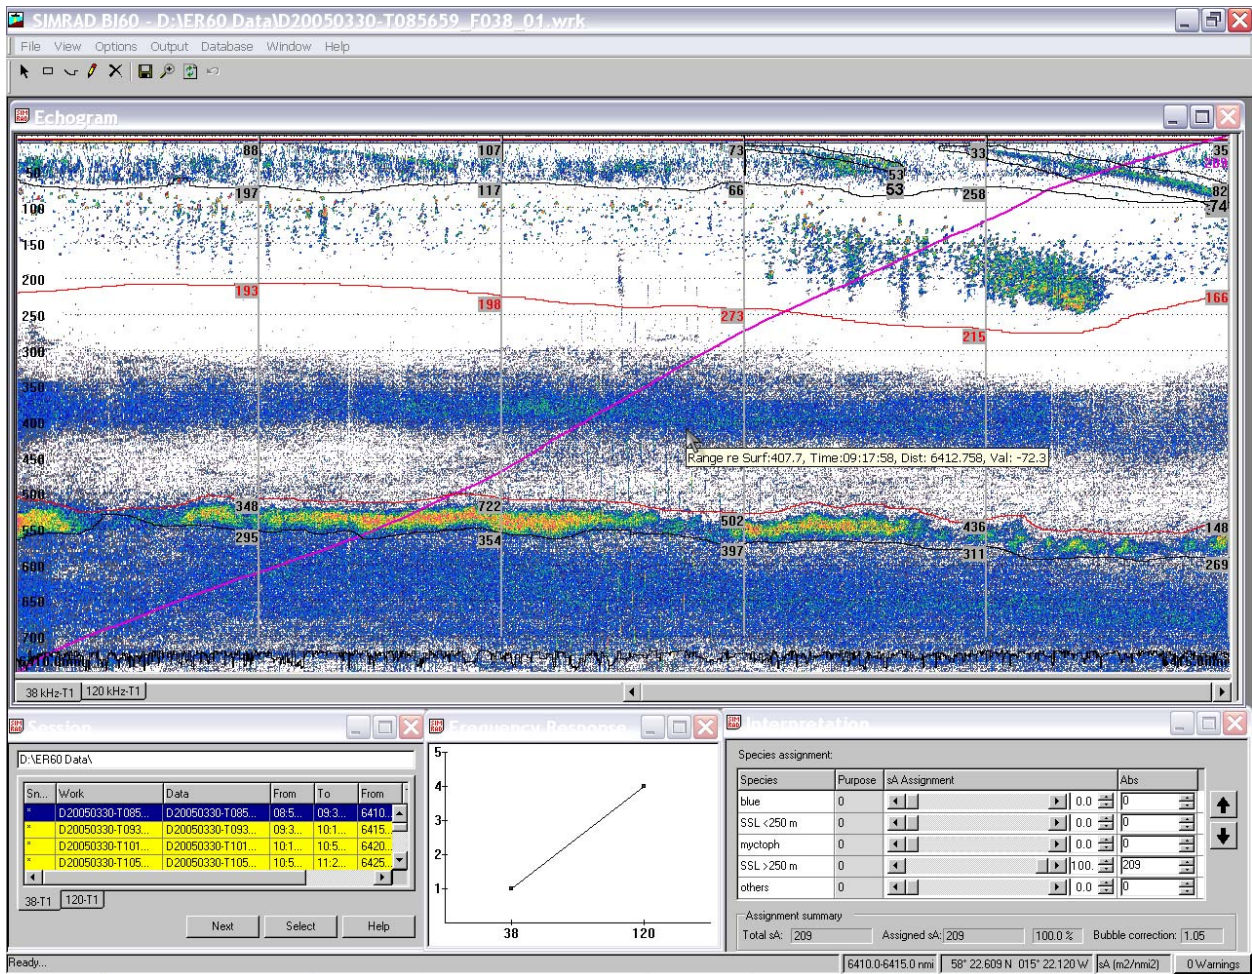 SIMRAD BI60 - D:\ER60 Data\D20050330-T085659_F038_01.wrk
File View Options Output Database Window Help
Echogram
88 107 73 33 35
50 53
197 117 66 53 258 82
100 -74
150
200
193 198 166
250 273 215
300
350
400
450 Range re Surf:407.7, Time:09:17:58, Dist: 6412.758, Val: -72.3
500 348 722
550 502 436 148
295 354 397 311 269
600
650
700
38 kHz-T1 120 kHz-T1
Session
D:\ER60 Data\
Sn... Work Data From To From
* D20050330-T085... D20050330-T085... 08:5... 09:3... 6410...
* D20050330-T093... D20050330-T093... 09:3... 10:1... 6415...
* D20050330-T101... D20050330-T101... 10:1... 10:5... 6420...
* D20050330-T105... D20050330-T105... 10:5... 11:2... 6425...
38-T1 120-T1
Next Select Help
Frequency Response
5
4
3
2
1
38 120
Interpretation
Species assignment:
Species Purpose sA Assignment Abs
blue 0 0.0 0
SSL <250 m 0 0.0 0
myctoph 0 0.0 0
SSL >250 m 0 100. 209
others 0 0.0 0
Assignment summary
Total sA: 209 Assigned sA: 209 100.0 % Bubble correction: 1.05
Ready... 6410.0-6415.0 nmi 58° 22.609 N 015° 22.120 W sA (m2/nmi2) 0 Warnings